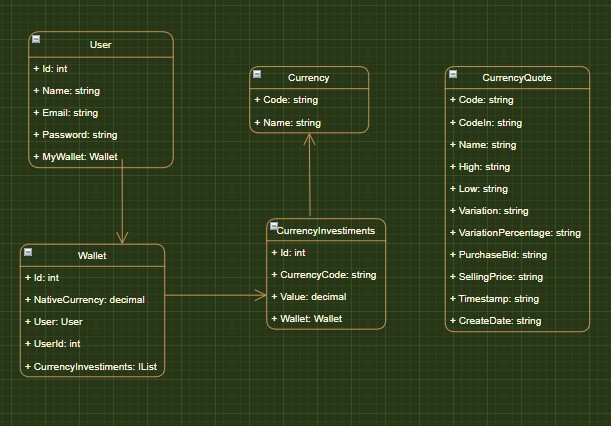 User
+ Id: int
+ Name: string
+ Email: string
+ Password: string
+ MyWallet: Wallet
Currency
+ Code: string
+ Name: string
CurrencyQuote
+ Code: string
+ CodeIn: string
+ Name: string
+ High: string
+ Low: string
+ Variation: string
+ VariationPercentage: string
+ PurchaseBid: string
+ SellingPrice: string
+ Timestamp: string
+ CreateDate: string
Wallet
+ Id: int
+ NativeCurrency: decimal
+ User: User
+ UserId: int
+ CurrencyInvestiments: IList
CurrencyInvestiments
+ Id: int
+ CurrencyCode: string
+ Value: decimal
+ Wallet: Wallet